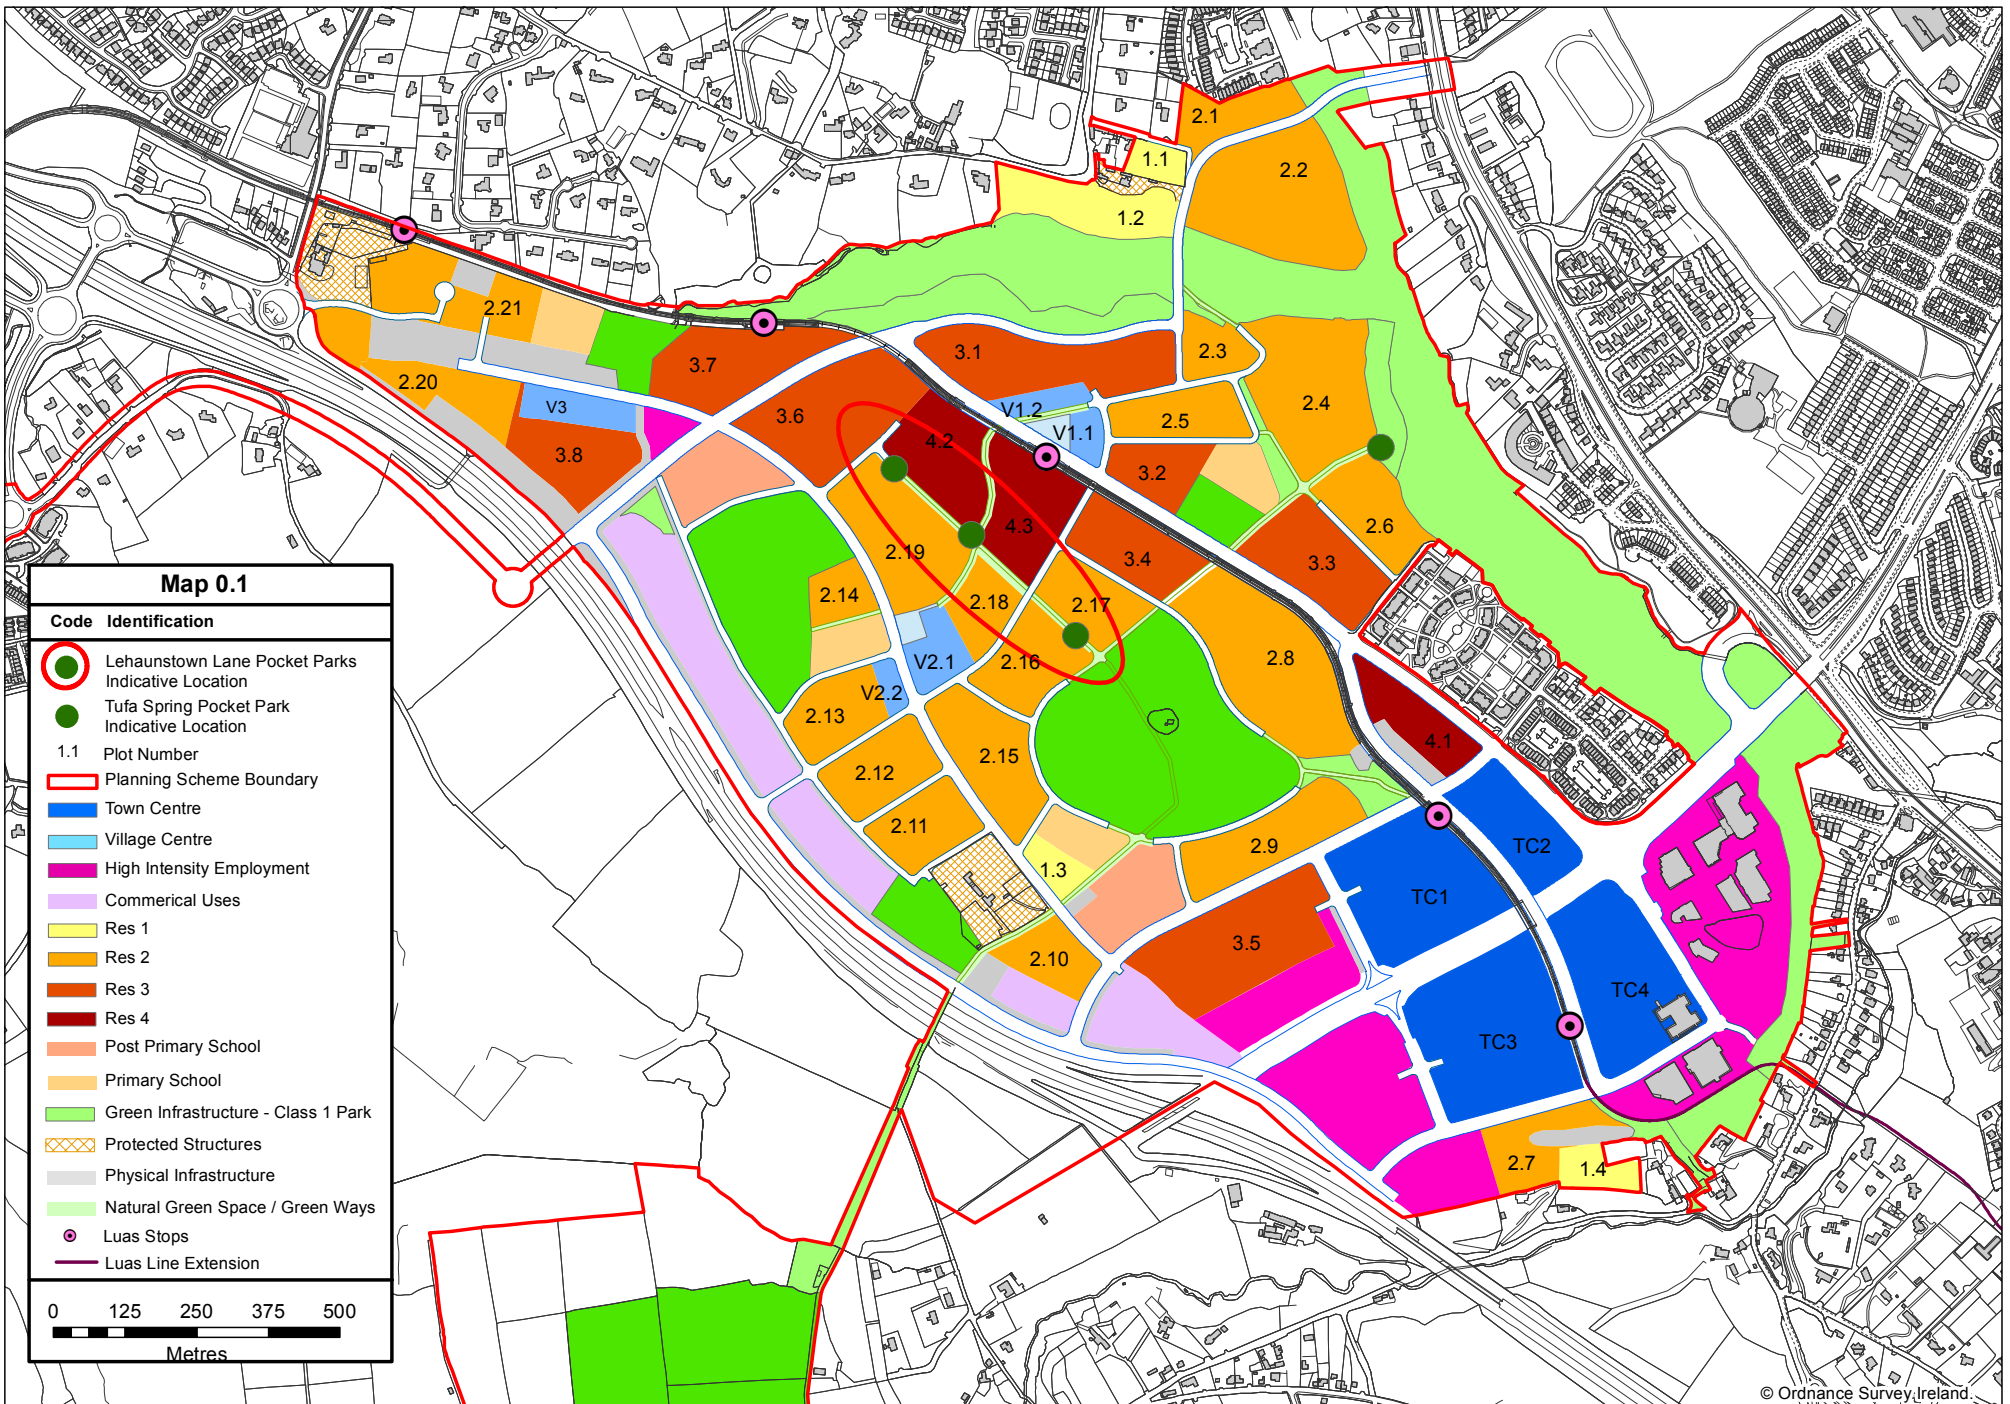 2.1
1.1
2.2
1.2
2.21
3.7
3.1
2.3
2.20
V3
3.6
V1.2
V1.1
2.5
2.4
3.8
4.2
3.2
4.3
2.6
2.19
3.4
3.3
2.14
2.18
2.17
2.16
V2.1
2.8
V2.2
2.13
2.15
4.1
2.12
2.11
2.9
TC2
1.3
TC1
3.5
2.10
TC4
TC3
2.7
1.4
Map 0.1
Code Identification
Lehaunstown Lane Pocket Parks
Indicative Location
Tufa Spring Pocket Park
Indicative Location
1.1 Plot Number
Planning Scheme Boundary
Town Centre
Village Centre
High Intensity Employment
Commerical Uses
Res 1
Res 2
Res 3
Res 4
Post Primary School
Primary School
Green Infrastructure - Class 1 Park
Protected Structures
Physical Infrastructure
Natural Green Space / Green Ways
Luas Stops
Luas Line Extension
0 125 250 375 500
Metres
© Ordnance Survey Ireland.